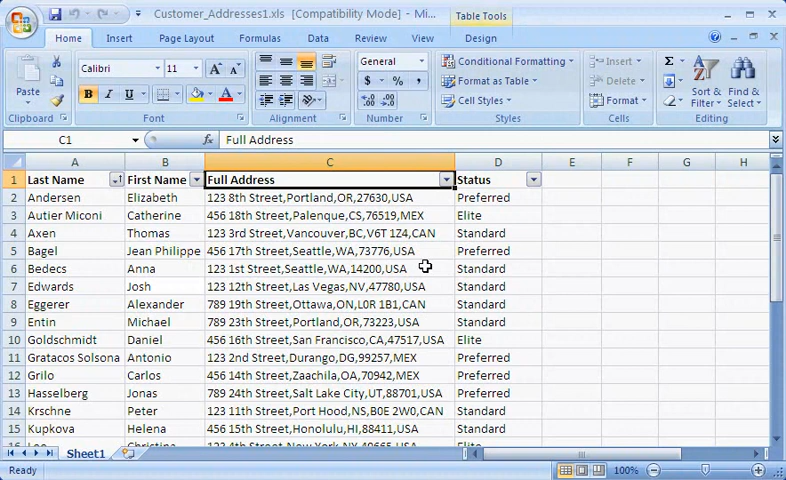 Customer_Addresses1.xls [Compatibility Mode] - Mi...
Table Tools
Home Insert Page Layout Formulas Data Review View Design
Paste
Calibri 11
B I U A
Clipboard Font Alignment
General
$ % ,
Number
Conditional Formatting
Format as Table
Cell Styles
Styles
Insert
Delete
Format
Cells
Σ
Sort & Filter
Find & Select
Editing
C1 fx Full Address
A B C D E F G H
1 Last Name First Name Full Address Status
2 Andersen Elizabeth 123 8th Street,Portland,OR,27630,USA Preferred
3 Autier Miconi Catherine 456 18th Street,Palenque,CS,76519,MEX Elite
4 Axen Thomas 123 3rd Street,Vancouver,BC,V6T 1Z4,CAN Standard
5 Bagel Jean Philippe 456 17th Street,Seattle,WA,73776,USA Preferred
6 Bedecs Anna 123 1st Street,Seattle,WA,14200,USA Standard
7 Edwards Josh 123 12th Street,Las Vegas,NV,47780,USA Standard
8 Eggerer Alexander 789 19th Street,Ottawa,ON,L0R 1B1,CAN Standard
9 Entin Michael 789 23th Street,Portland,OR,73223,USA Standard
10 Goldschmidt Daniel 456 16th Street,San Francisco,CA,47517,USA Elite
11 Gratacos Solsona Antonio 123 2nd Street,Durango,DG,99257,MEX Preferred
12 Grilo Carlos 456 14th Street,Zaachila,OA,70942,MEX Preferred
13 Hasselberg Jonas 789 24th Street,Salt Lake City,UT,88701,USA Preferred
14 Krschne Peter 123 11th Street,Port Hood,NS,B0E 2W0,CAN Standard
15 Kupkova Helena 456 15th Street,Honolulu,HI,88411,USA Standard
Sheet1
Ready 100%